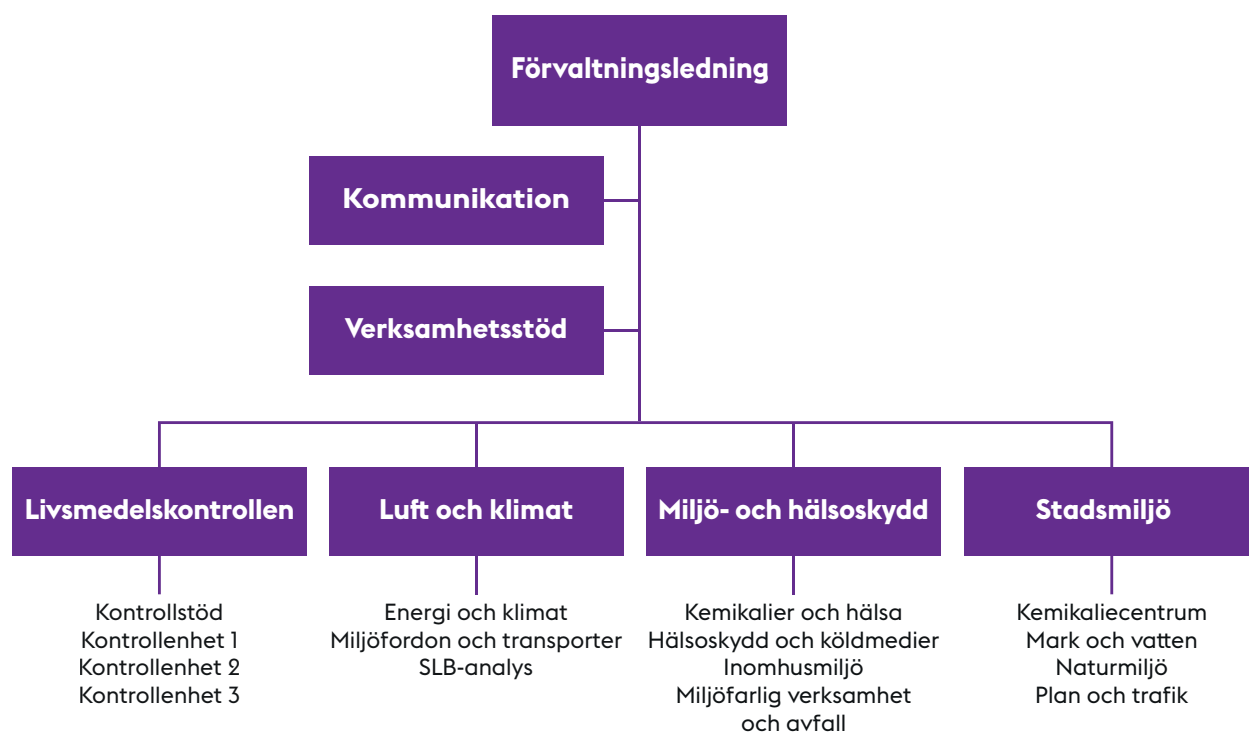 Förvaltningsledning
Kommunikation
Verksamhetsstöd
Livsmedelskontrollen
Kontrollstöd
Kontrollenhet 1
Kontrollenhet 2
Kontrollenhet 3
Luft och klimat
Energi och klimat
Miljöfordon och transporter
SLB-analys
Miljö- och hälsoskydd
Kemikalier och hälsa
Hälsoskydd och köldmedier
Inomhusmiljö
Miljöfarlig verksamhet
och avfall
Stadsmiljö
Kemikaliecentrum
Mark och vatten
Naturmiljö
Plan och trafik